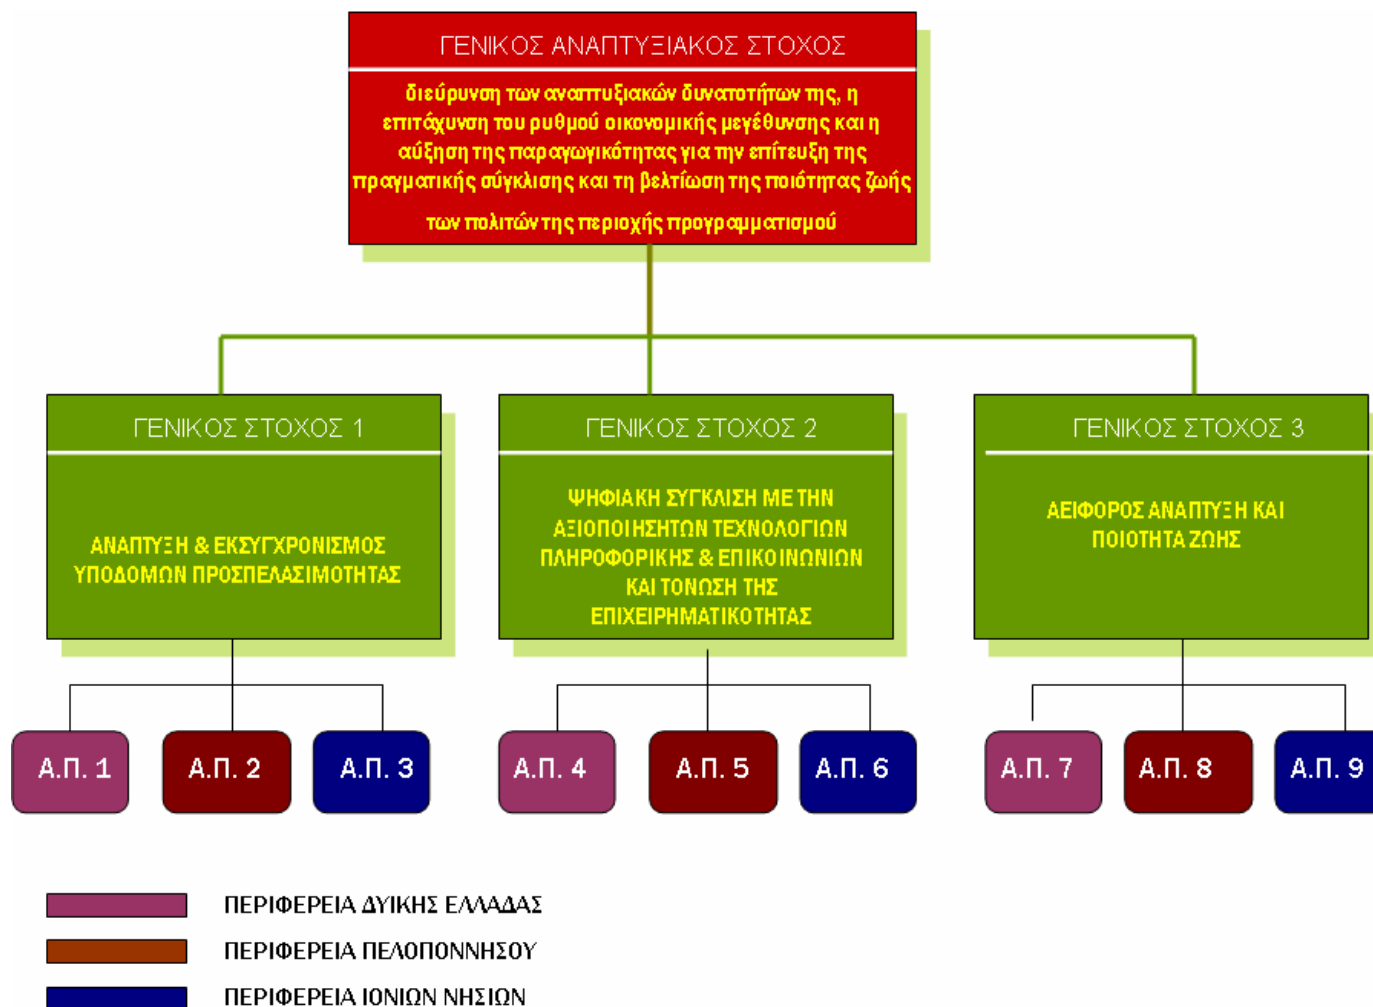 ΓΕΝΙΚΟΣ ΑΝΑΠΤΥΞΙΑΚΟΣ ΣΤΟΧΟΣ
διεύρυνση των αναπτυξιακών δυνατοτήτων της, η
επιτάχυνση του ρυθμού οικονομικής μεγέθυνσης και η
αύξηση της παραγωγικότητας για την επίτευξη της
πραγματικής σύγκλισης και τη βελτίωση της ποιότητας ζωής
των πολιτών της περιοχής προγραμματισμού
ΓΕΝΙΚΟΣ ΣΤΟΧΟΣ 1
ΑΝΑΠΤΥΞΗ & ΕΚΣΥΓΧΡΟΝΙΣΜΟΣ
ΥΠΟΔΟΜΩΝ ΠΡΟΣΠΕΛΑΣΙΜΟΤΗΤΑΣ
ΓΕΝΙΚΟΣ ΣΤΟΧΟΣ 2
ΨΗΦΙΑΚΗ ΣΥΓΚΛΙΣΗ ΜΕ ΤΗΝ
ΑΞΙΟΠΟΙΗΣΗΤΩΝ ΤΕΧΝΟΛΟΓΙΩΝ
ΠΛΗΡΟΦΟΡΙΚΗΣ & ΕΠΙΚΟΙΝΩΝΙΩΝ
ΚΑΙ ΤΟΝΩΣΗ ΤΗΣ
ΕΠΙΧΕΙΡΗΜΑΤΙΚΟΤΗΤΑΣ
ΓΕΝΙΚΟΣ ΣΤΟΧΟΣ 3
ΑΕΙΦΟΡΟΣ ΑΝΑΠΤΥΞΗ ΚΑΙ
ΠΟΙΟΤΗΤΑ ΖΩΗΣ
Α.Π. 1
Α.Π. 2
Α.Π. 3
Α.Π. 4
Α.Π. 5
Α.Π. 6
Α.Π. 7
Α.Π. 8
Α.Π. 9
ΠΕΡΙΦΕΡΕΙΑ ΔΥΙΚΗΣ ΕΛΛΑΔΑΣ
ΠΕΡΙΦΕΡΕΙΑ ΠΕΛΟΠΟΝΝΗΣΟΥ
ΠΕΡΙΦΕΡΕΙΑ ΙΟΝΙΩΝ ΝΗΣΙΩΝ